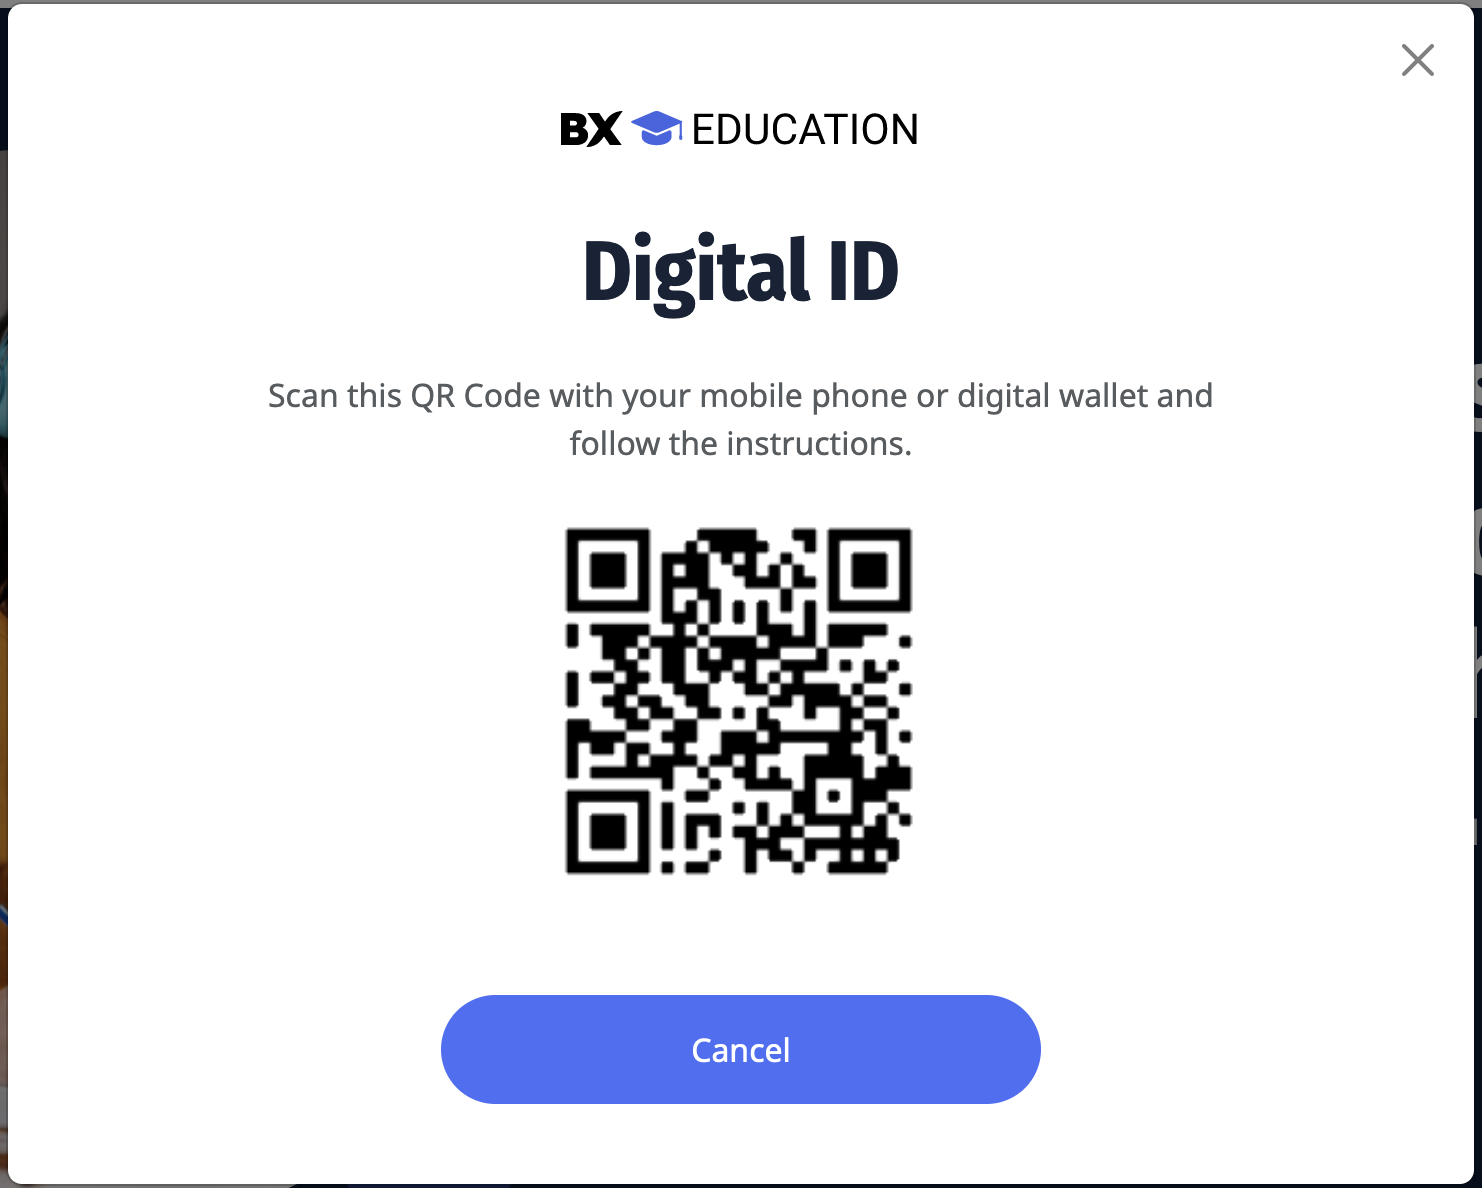 BX EDUCATION
Digital ID
Scan this QR Code with your mobile phone or digital wallet and
follow the instructions.
Cancel